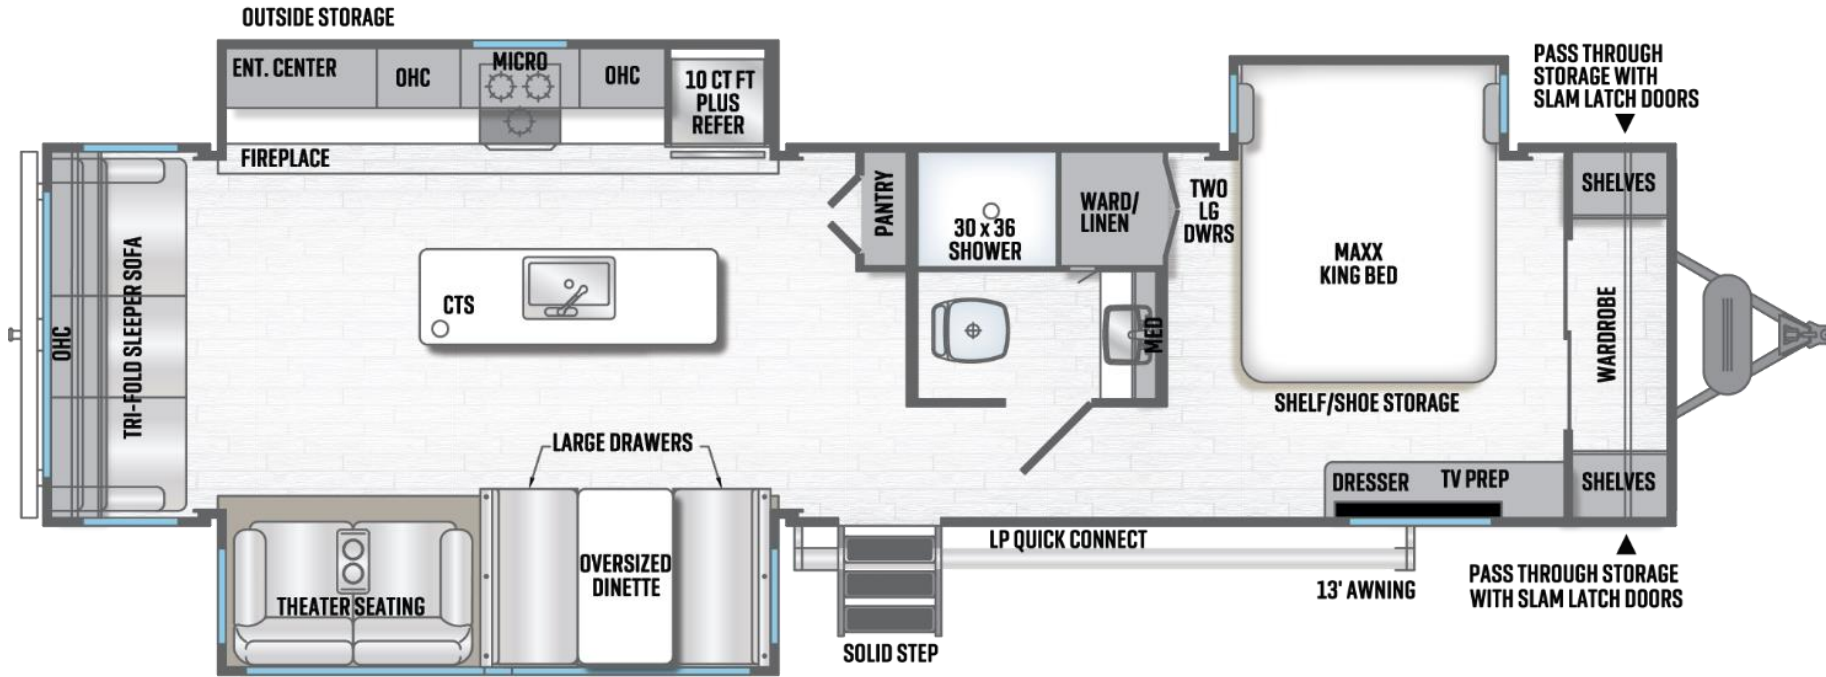 OUTSIDE STORAGE
ENT. CENTER
OHC
MICRO
OHC
10 CT FT
PLUS
REFER
FIREPLACE
PASS THROUGH
STORAGE WITH
SLAM LATCH DOORS
OHC
TRI-FOLD SLEEPER SOFA
CTS
PANTRY
30 x 36
SHOWER
WARD/
LINEN
TWO
LG
DWRS
MED
MAXX
KING BED
SHELF/SHOE STORAGE
SHELVES
WARDROBE
SHELVES
DRESSER
TV PREP
LARGE DRAWERS
THEATER SEATING
OVERSIZED
DINETTE
SOLID STEP
LP QUICK CONNECT
13' AWNING
PASS THROUGH STORAGE
WITH SLAM LATCH DOORS